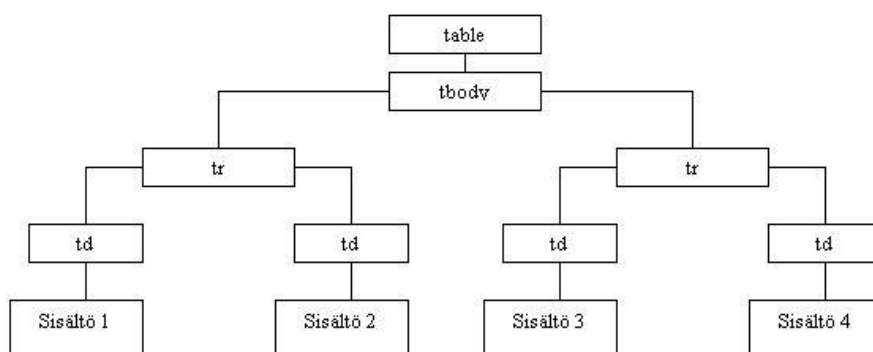 table
tbody
tr
tr
td
td
td
td
Sisältö 1
Sisältö 2
Sisältö 3
Sisältö 4